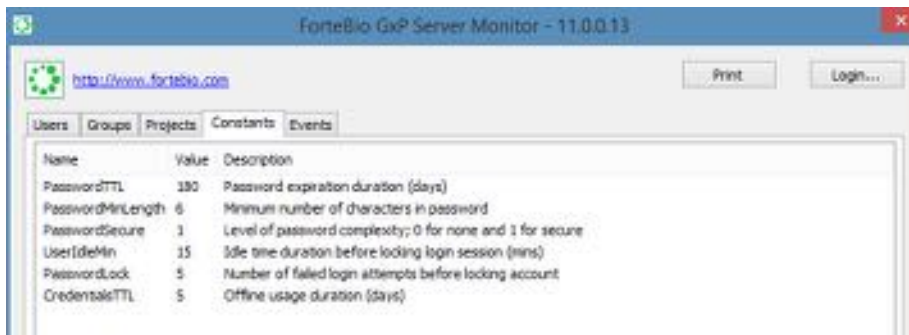 ForteBio GxP Server Monitor - 11.0.0.13
http://www.fortebio.com
Print
Login...
Users Groups Projects Constants Events
Name Value Description
PasswordTTL 180 Password expiration duration (days)
PasswordMinLength 6 Minimum number of characters in password
PasswordSecure 1 Level of password complexity; 0 for none and 1 for secure
UserIdleMin 15 Idle time duration before locking login session (mins)
PasswordLock 5 Number of failed login attempts before locking account
CredentialsTTL 5 Offline usage duration (days)